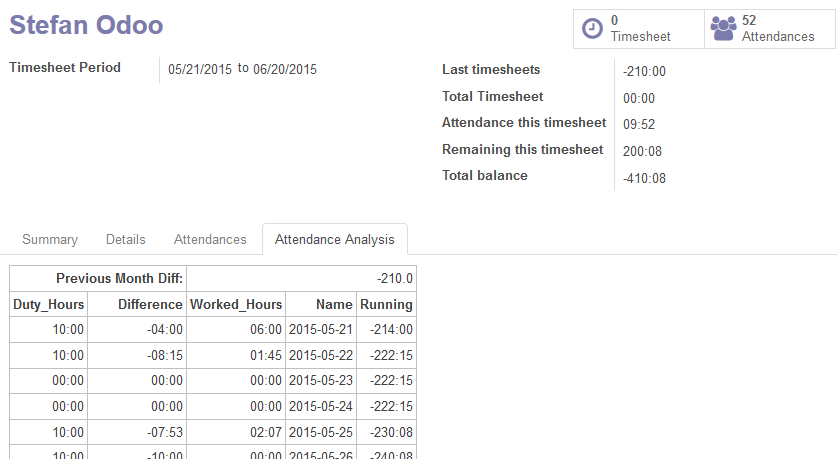 Stefan Odoo
0
Timesheet
52
Attendances
Timesheet Period 05/21/2015 to 06/20/2015
Last timesheets -210:00
Total Timesheet 00:00
Attendance this timesheet 09:52
Remaining this timesheet 200:08
Total balance -410:08
Summary Details Attendances Attendance Analysis
Previous Month Diff: -210.0
Duty_Hours Difference Worked_Hours Name Running
10:00 -04:00 06:00 2015-05-21 -214:00
10:00 -08:15 01:45 2015-05-22 -222:15
00:00 00:00 00:00 2015-05-23 -222:15
00:00 00:00 00:00 2015-05-24 -222:15
10:00 -07:53 02:07 2015-05-25 -230:08
10:00 -10:00 00:00 2015-05-26 -240:08